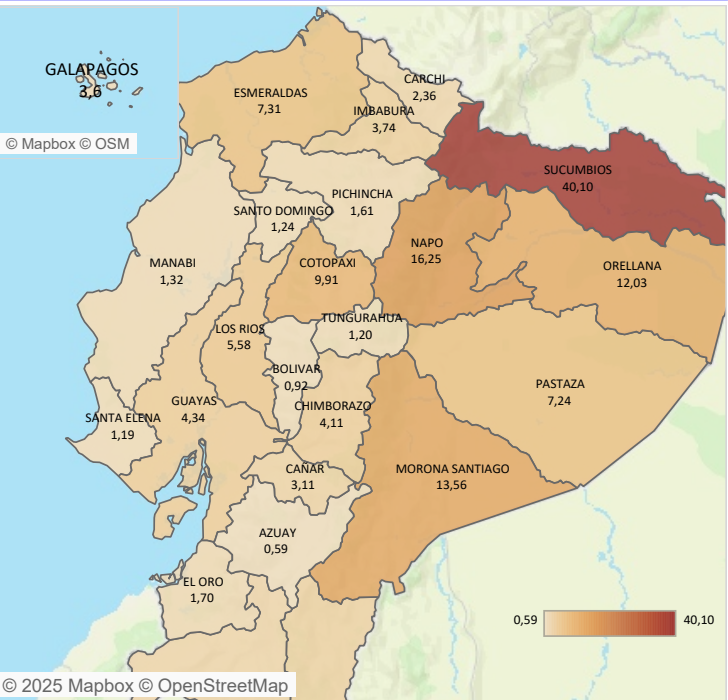 GALAPAGOS
3,6
© Mapbox © OSM
ESMERALDAS
7,31
CARCHI
2,36
IMBABURA
3,74
SUCUMBIOS
40,10
PICHINCHA
1,61
SANTO DOMINGO
1,24
NAPO
16,25
MANABI
1,32
COTOPAXI
9,91
ORELLANA
12,03
TUNGURAHUA
1,20
LOS RIOS
5,58
BOLIVAR
0,92
PASTAZA
7,24
GUAYAS
4,34
CHIMBORAZO
4,11
SANTA ELENA
1,19
CAÑAR
3,11
MORONA SANTIAGO
13,56
AZUAY
0,59
EL ORO
1,70
0,59
40,10
© 2025 Mapbox © OpenStreetMap